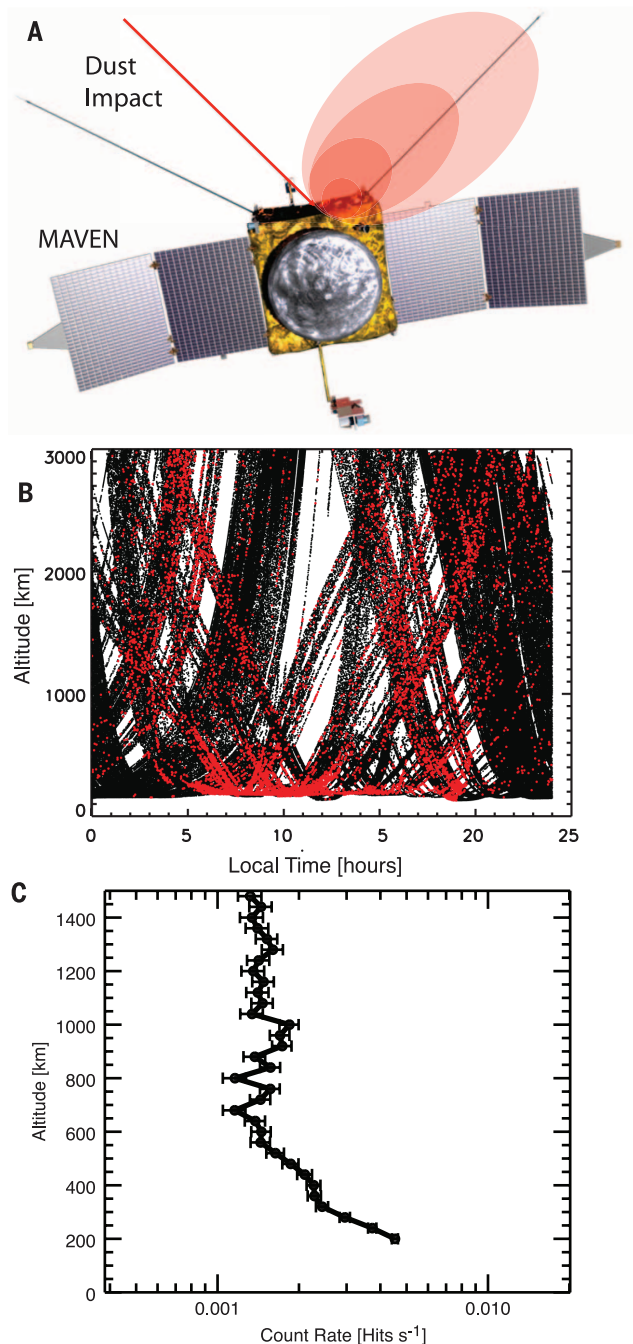 A
Dust
Impact
MAVEN
B
3000
2000
1000
0
Altitude [km]
0 5 10 5 20 25
Local Time [hours]
C
1400
1200
1000
800
600
400
200
0
Altitude [km]
0.001 0.010
Count Rate [Hits s⁻¹]